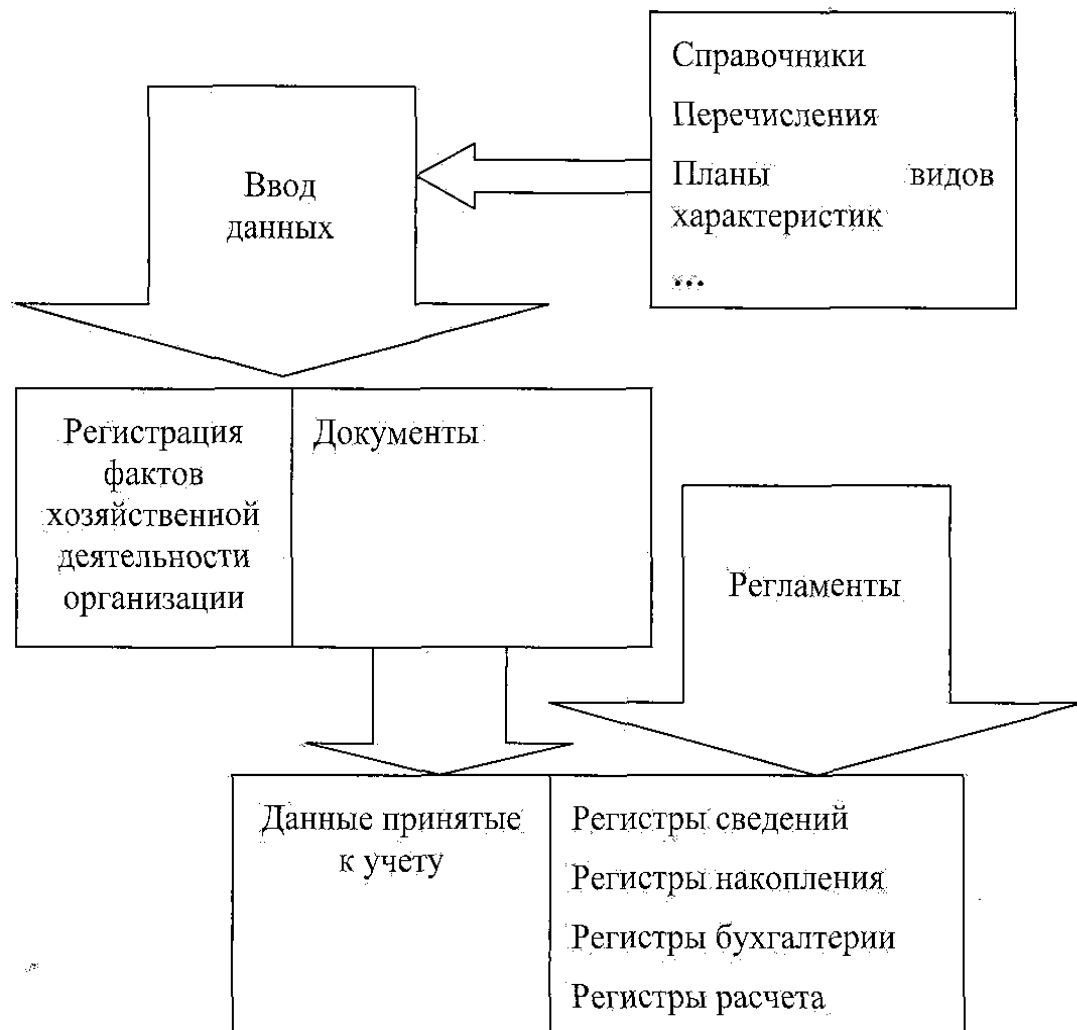 Справочники
Перечисления
Планы видов
характеристик
...
Ввод
данных
Регистрация
фактов
хозяйственной
деятельности
организации
Документы
Регламенты
Данные принятые
к учету
Регистры сведений
Регистры накопления
Регистры бухгалтерии
Регистры расчета